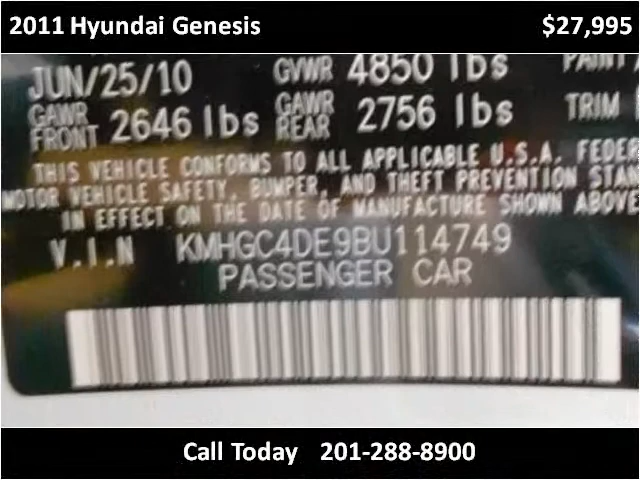 2011 Hyundai Genesis $27,995
JUN/25/10 GVWR 4850 lbs PAINT
GAWR FRONT 2646 lbs GAWR REAR 2756 lbs TRIM
THIS VEHICLE CONFORMS TO ALL APPLICABLE U.S.A. FEDER
MOTOR VEHICLE SAFETY, BUMPER, AND THEFT PREVENTION STAN
IN EFFECT ON THE DATE OF MANUFACTURE SHOWN ABOVE
V.I.N KMHGC4DE9BU114749
PASSENGER CAR
Call Today 201-288-8900